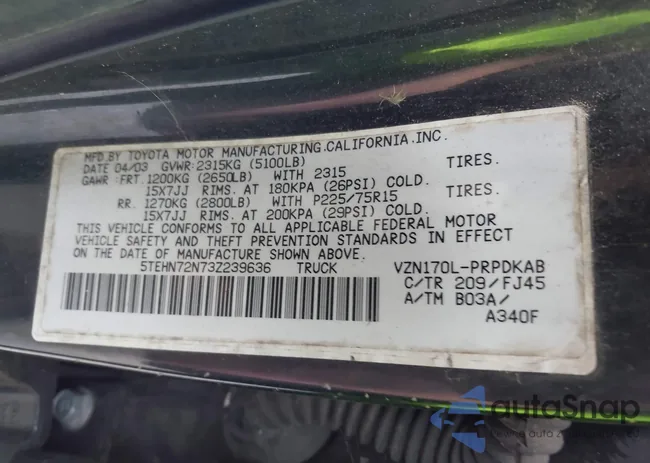 MFD.BY TOYOTA MOTOR MANUFACTURING.CALIFORNIA.INC.
DATE 04/03 GVWR:2315KG (5100LB)
GAWR :FRT.1200KG (2650LB) WITH 2315 TIRES.
15X7JJ RIMS. AT 180KPA (26PSI) COLD.
RR. 1270KG (2800LB) WITH P225/75R15 TIRES.
15X7JJ RIMS. AT 200KPA (29PSI) COLD.
THIS VEHICLE CONFORMS TO ALL APPLICABLE FEDERAL MOTOR
VEHICLE SAFETY AND THEFT PREVENTION STANDARDS IN EFFECT
ON THE DATE OF MANUFACTURE SHOWN ABOVE.
5TEHN72N73Z239636 TRUCK VZN170L-PRPDKAB
C/TR 209/FJ45
A/TM B03A/
A340F
autoSnap